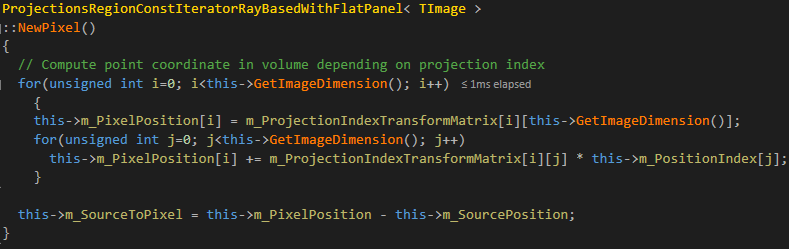 ProjectionsRegionConstIteratorRayBasedWithFlatPanel< TImage >
::NewPixel()
{
// Compute point coordinate in volume depending on projection index
for(unsigned int i=0; i<this->GetImageDimension(); i++) ≤1ms elapsed
{
this->m_PixelPosition[i] = m_ProjectionIndexTransformMatrix[i][this->GetImageDimension()];
for(unsigned int j=0; j<this->GetImageDimension(); j++)
this->m_PixelPosition[i] += m_ProjectionIndexTransformMatrix[i][j] * this->m_PositionIndex[j];
}
this->m_SourceToPixel = this->m_PixelPosition - this->m_SourcePosition;
}